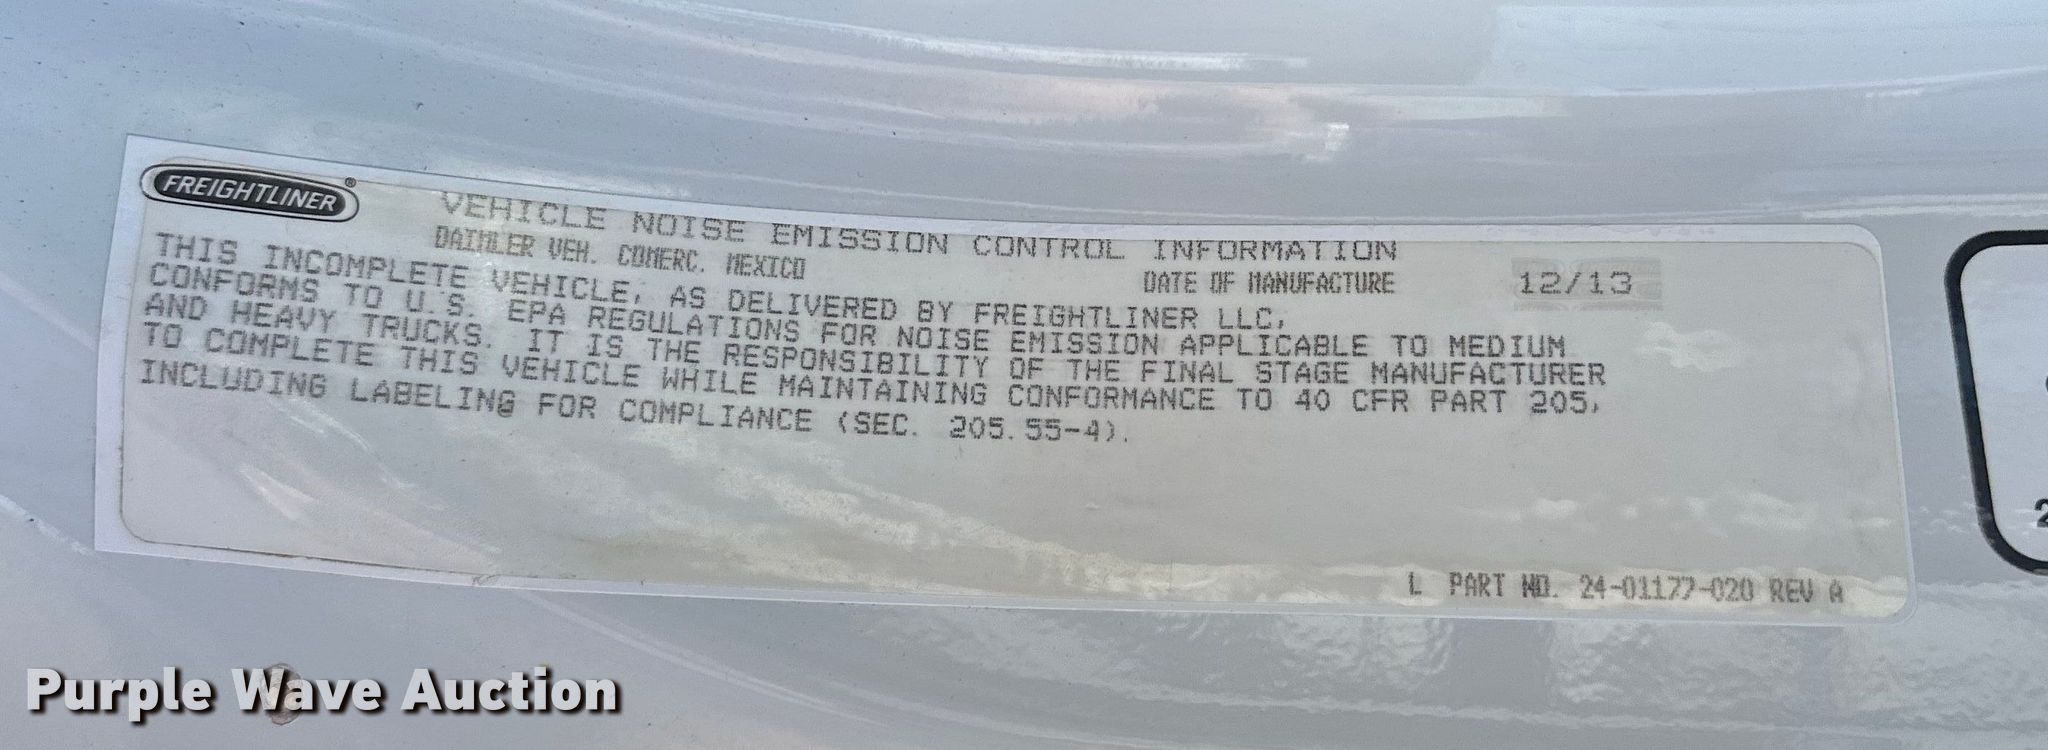 FREIGHTLINER®
VEHICLE NOISE EMISSION CONTROL INFORMATION
DAIMLER VEH. COMERC. MEXICO
DATE OF MANUFACTURE 12/13
THIS INCOMPLETE VEHICLE, AS DELIVERED BY FREIGHTLINER LLC,
CONFORMS TO U.S. EPA REGULATIONS FOR NOISE EMISSION APPLICABLE TO MEDIUM
AND HEAVY TRUCKS. IT IS THE RESPONSIBILITY OF THE FINAL STAGE MANUFACTURER
TO COMPLETE THIS VEHICLE WHILE MAINTAINING CONFORMANCE TO 40 CFR PART 205,
INCLUDING LABELING FOR COMPLIANCE (SEC. 205.55-4).
L PART NO. 24-01177-020 REV A
2
Purple Wave Auction